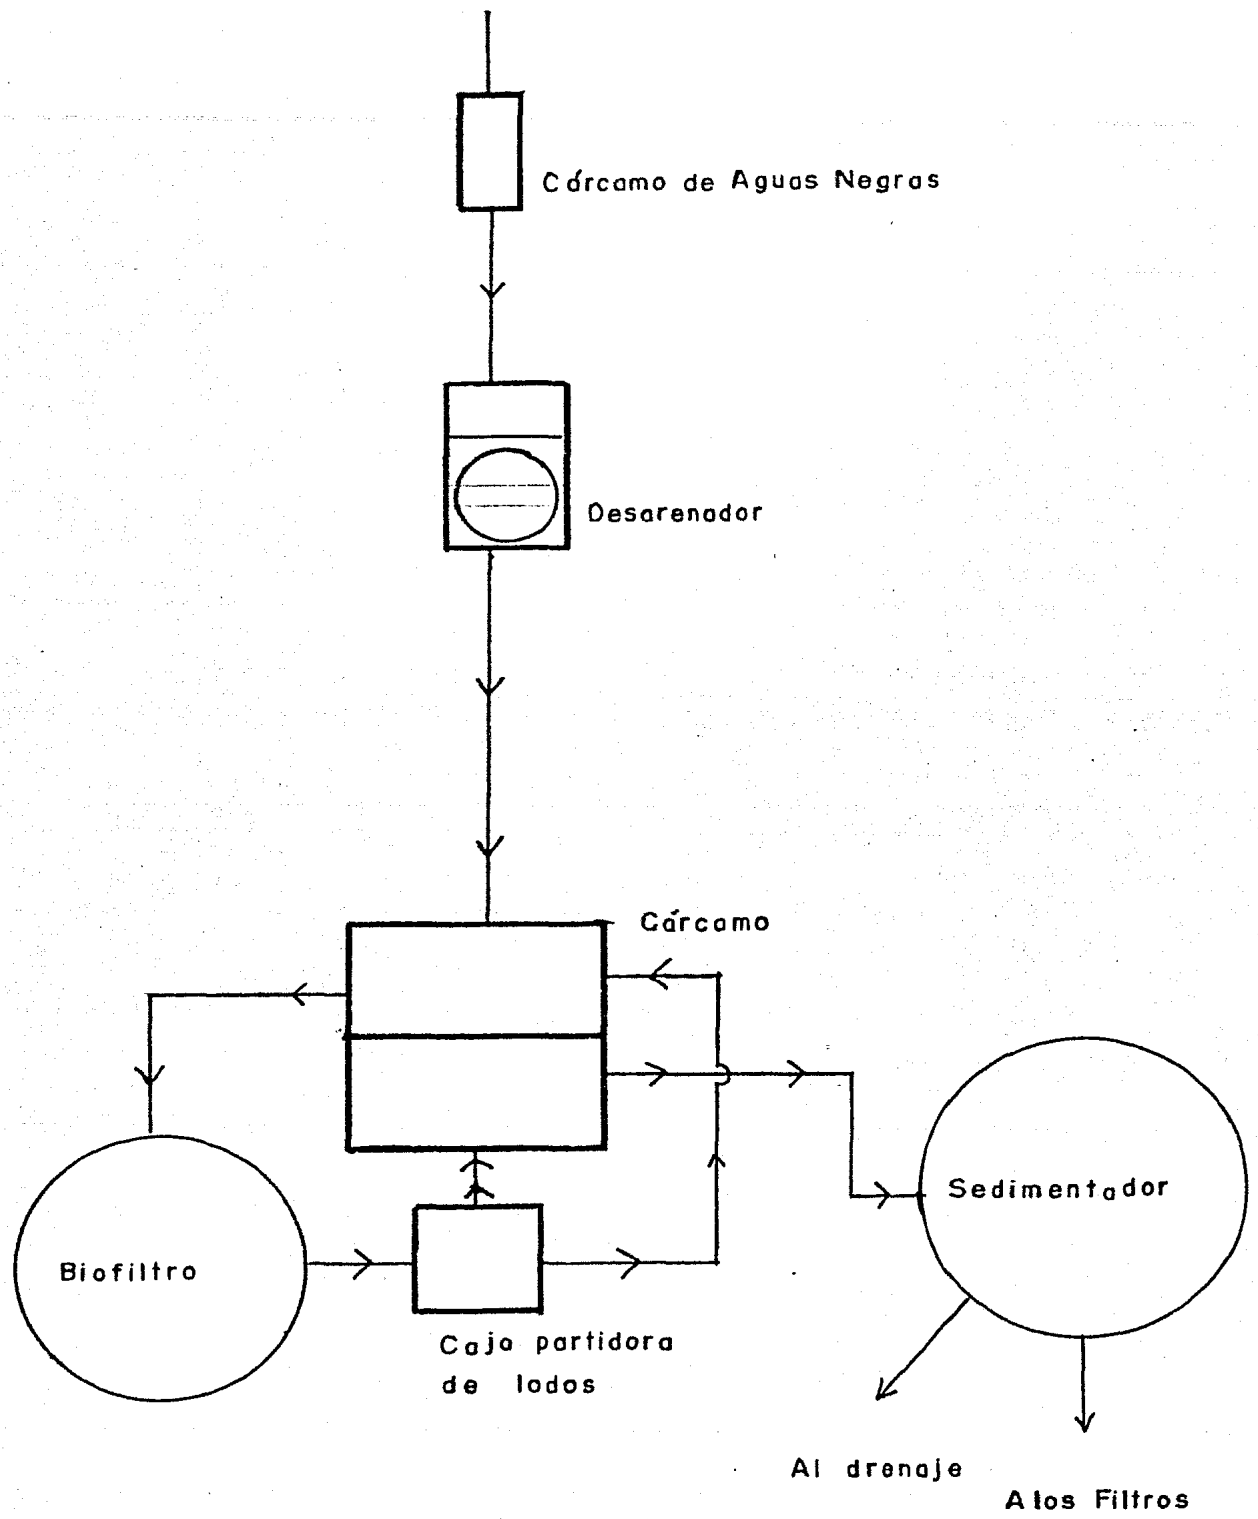 Cárcamo de Aguas Negras
Desarenador
Cárcamo
Sedimentador
Biofiltro
Caja partidora
de lodos
Al drenaje
A los Filtros